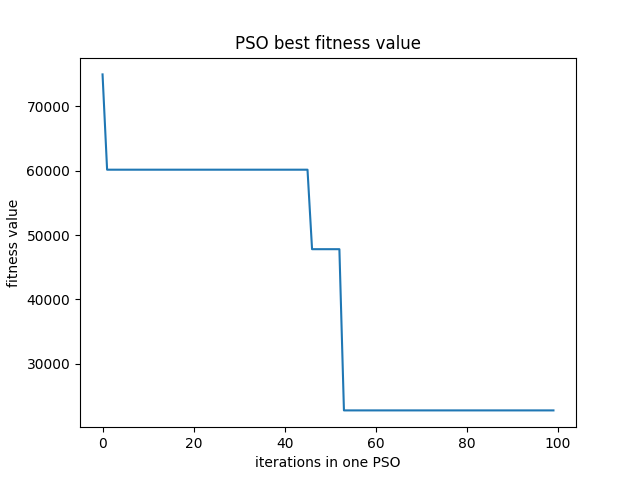 PSO best fitness value
fitness value
70000
60000
50000
40000
30000
0 20 40 60 80 100
iterations in one PSO